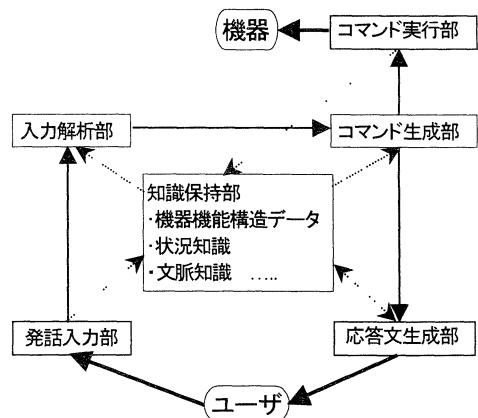 機器
コマンド実行部
入力解析部
コマンド生成部
知識保持部
・機器機能構造データ
・状況知識
・文脈知識 …..
発話入力部
応答文生成部
ユーザ